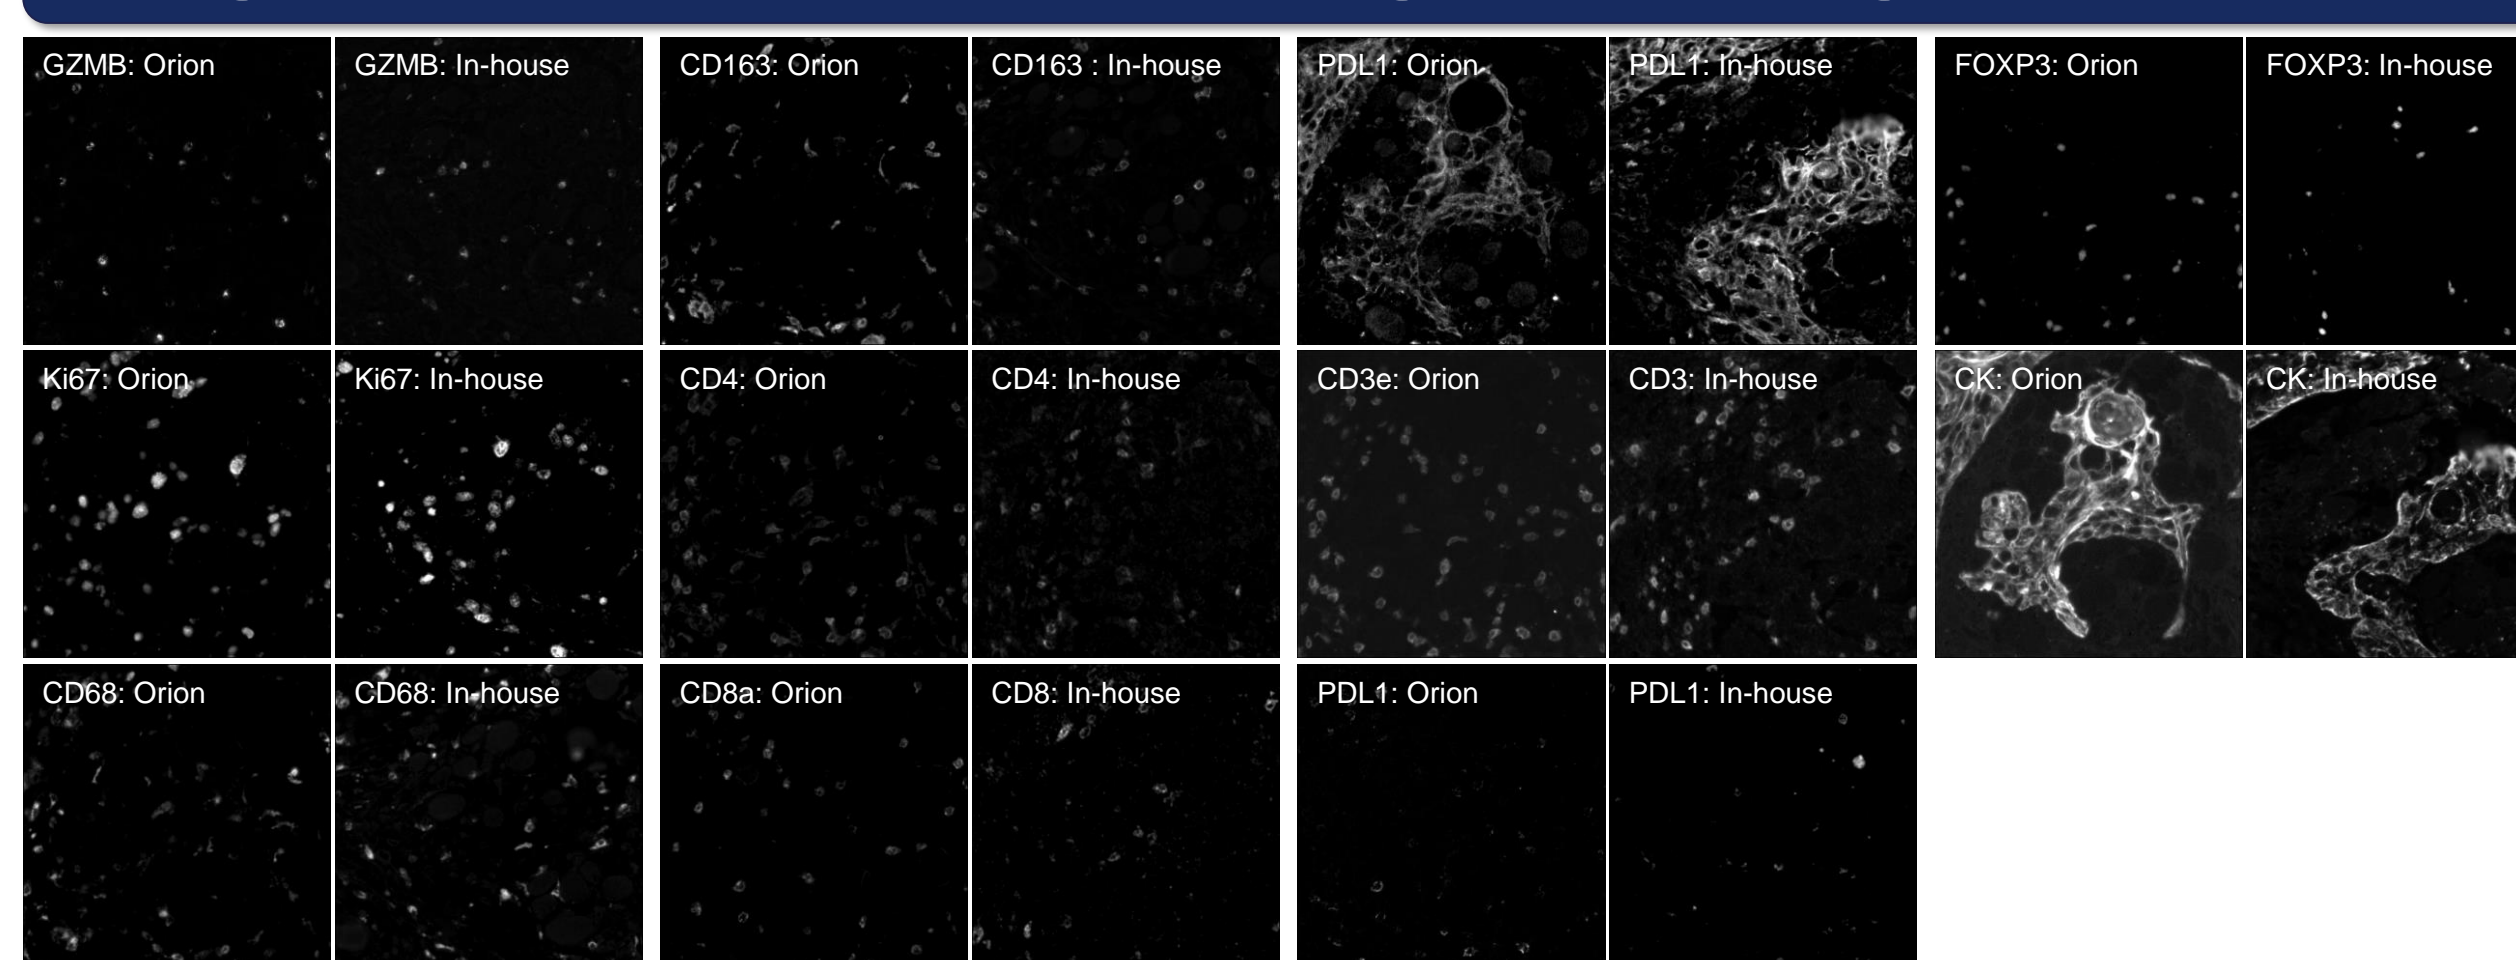 GZMB: Orion
GZMB: In-house
CD163: Orion
CD163 : In-house
PDL1: Orion
PDL1: In-house
FOXP3: Orion
FOXP3: In-house
Ki67: Orion
Ki67: In-house
CD4: Orion
CD4: In-house
CD3e: Orion
CD3: In-house
CK: Orion
CK: In-house
CD68: Orion
CD68: In-house
CD8a: Orion
CD8: In-house
PDL1: Orion
PDL1: In-house